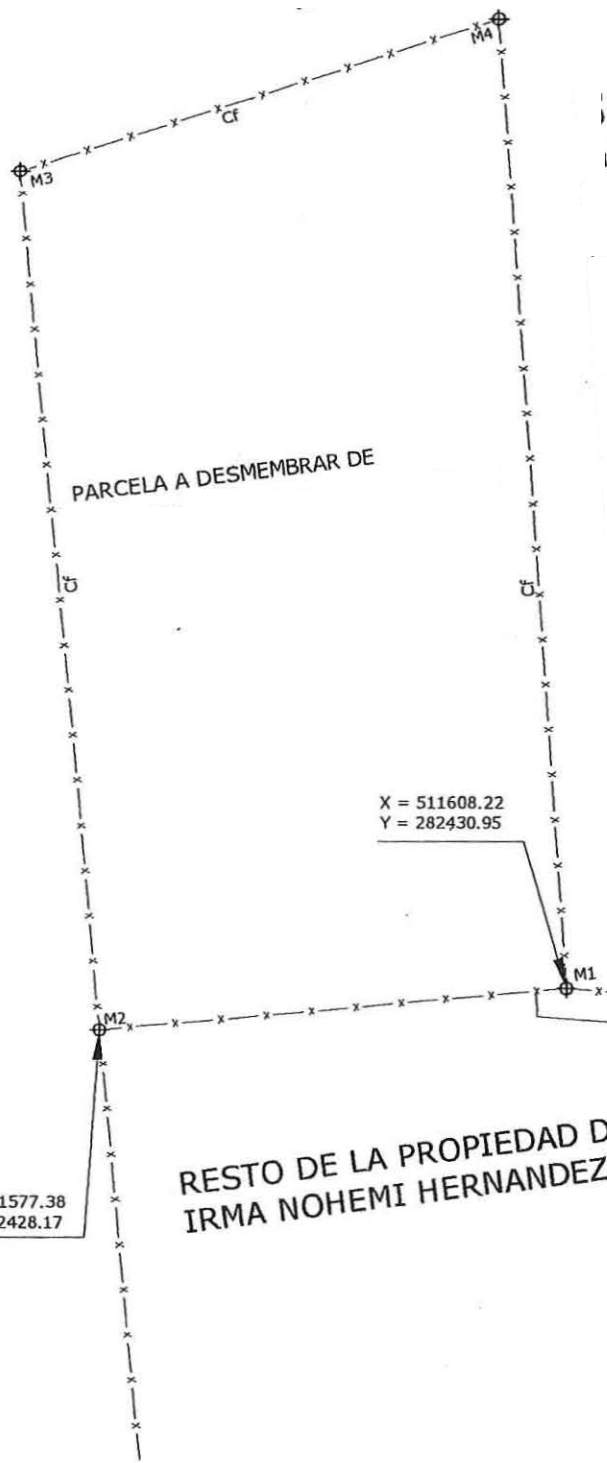 M4
Cf
M3
PARCELA A DESMEMBRAR DE
Cf
Cf
X = 511608.22
Y = 282430.95
M1
M2
RESTO DE LA PROPIEDAD D
IRMA NOHEMI HERNANDEZ
1577.38
2428.17